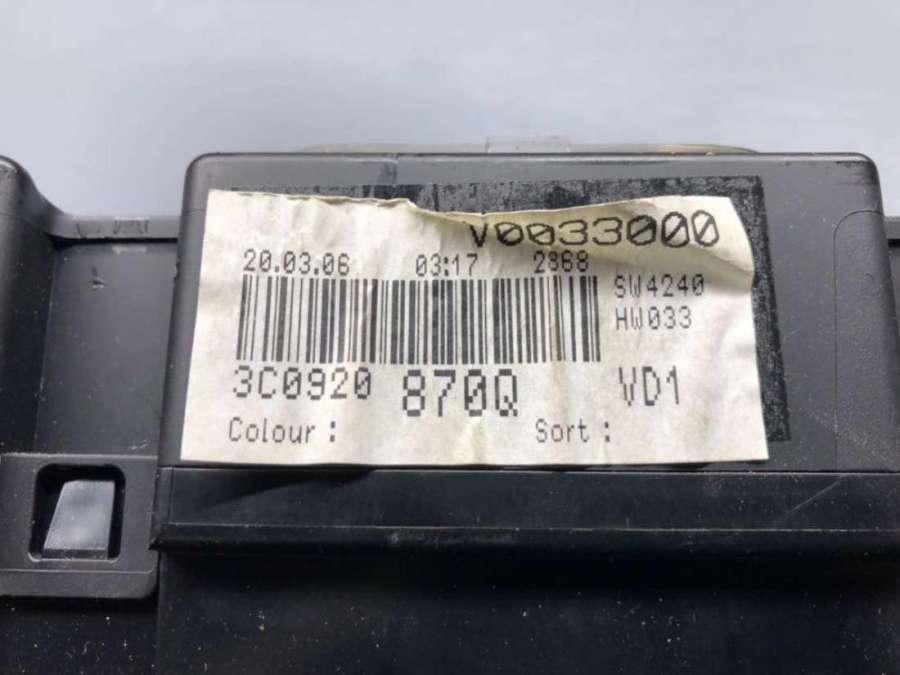 V0033000
20.03.06 03:17 2868
SW4240
HW033
3C0920 870Q VD1
Colour : Sort :